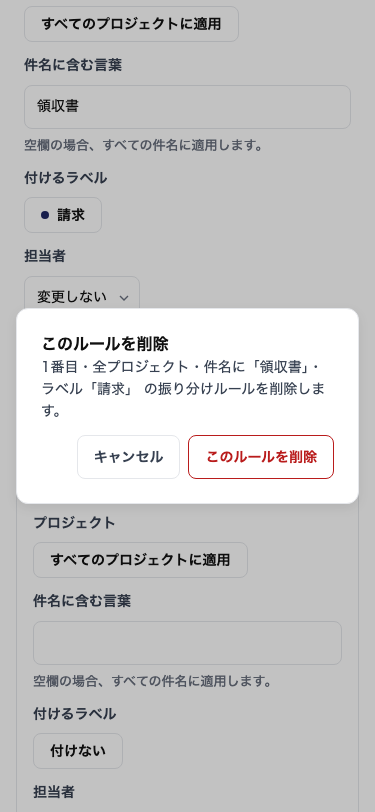 すべてのプロジェクトに適用
件名に含む言葉
領収書
空欄の場合、すべての件名に適用します。
付けるラベル
請求
担当者
変更しない
このルールを削除
1番目・全プロジェクト・件名に「領収書」・
ラベル「請求」 の振り分けルールを削除しま
す。
キャンセル
このルールを削除
プロジェクト
すべてのプロジェクトに適用
件名に含む言葉
空欄の場合、すべての件名に適用します。
付けるラベル
付けない
担当者